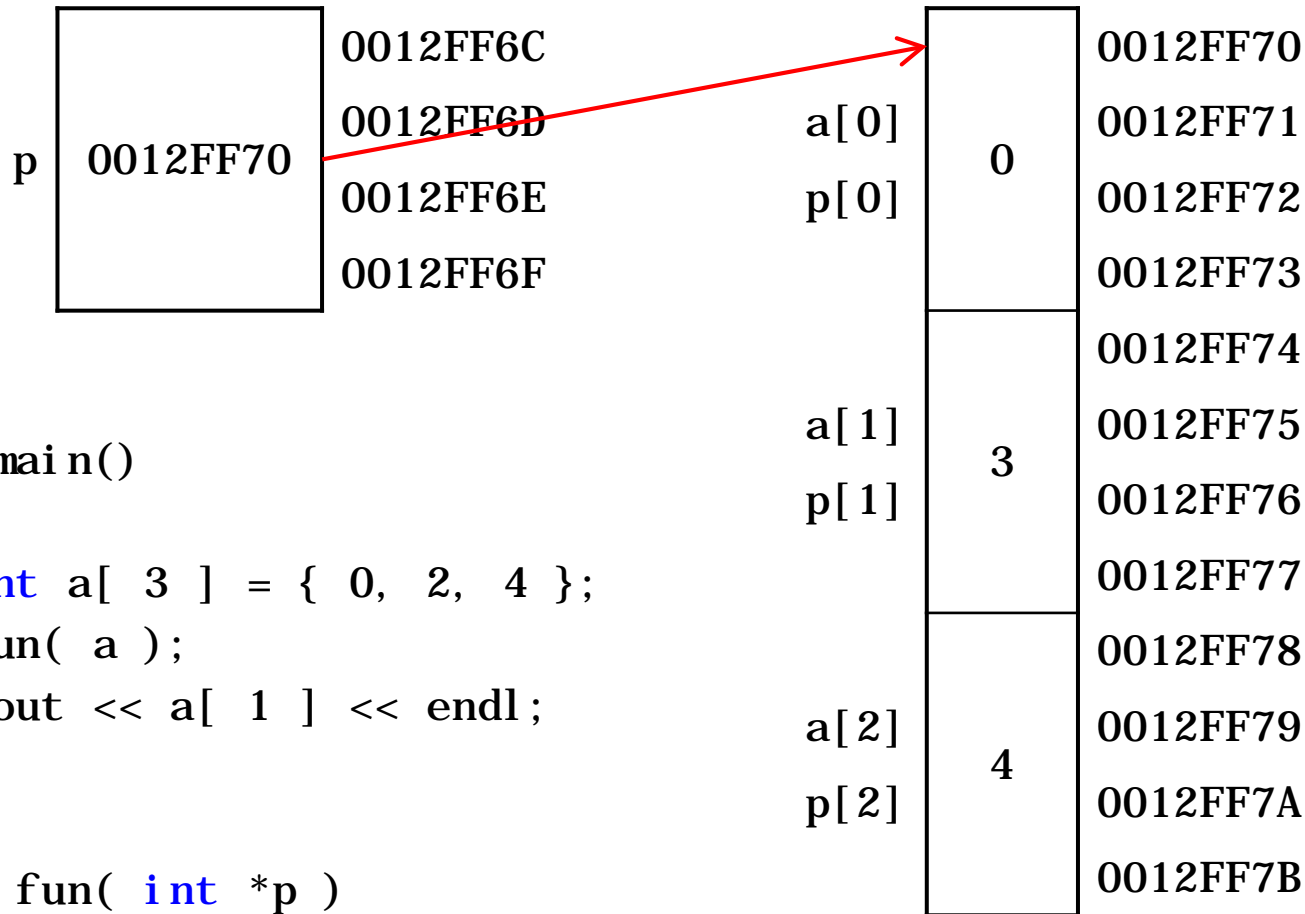 0012FF6C
0012FF6D
p 0012FF70
0012FF6E
0012FF6F
main()
nt a[ 3 ] = { 0, 2, 4 };
un( a );
out << a[ 1 ] << endl;
fun( int *p )
0012FF70
a[0] 0012FF71
0
p[0] 0012FF72
0012FF73
0012FF74
a[1] 0012FF75
3
p[1] 0012FF76
0012FF77
0012FF78
a[2] 0012FF79
4
p[2] 0012FF7A
0012FF7B